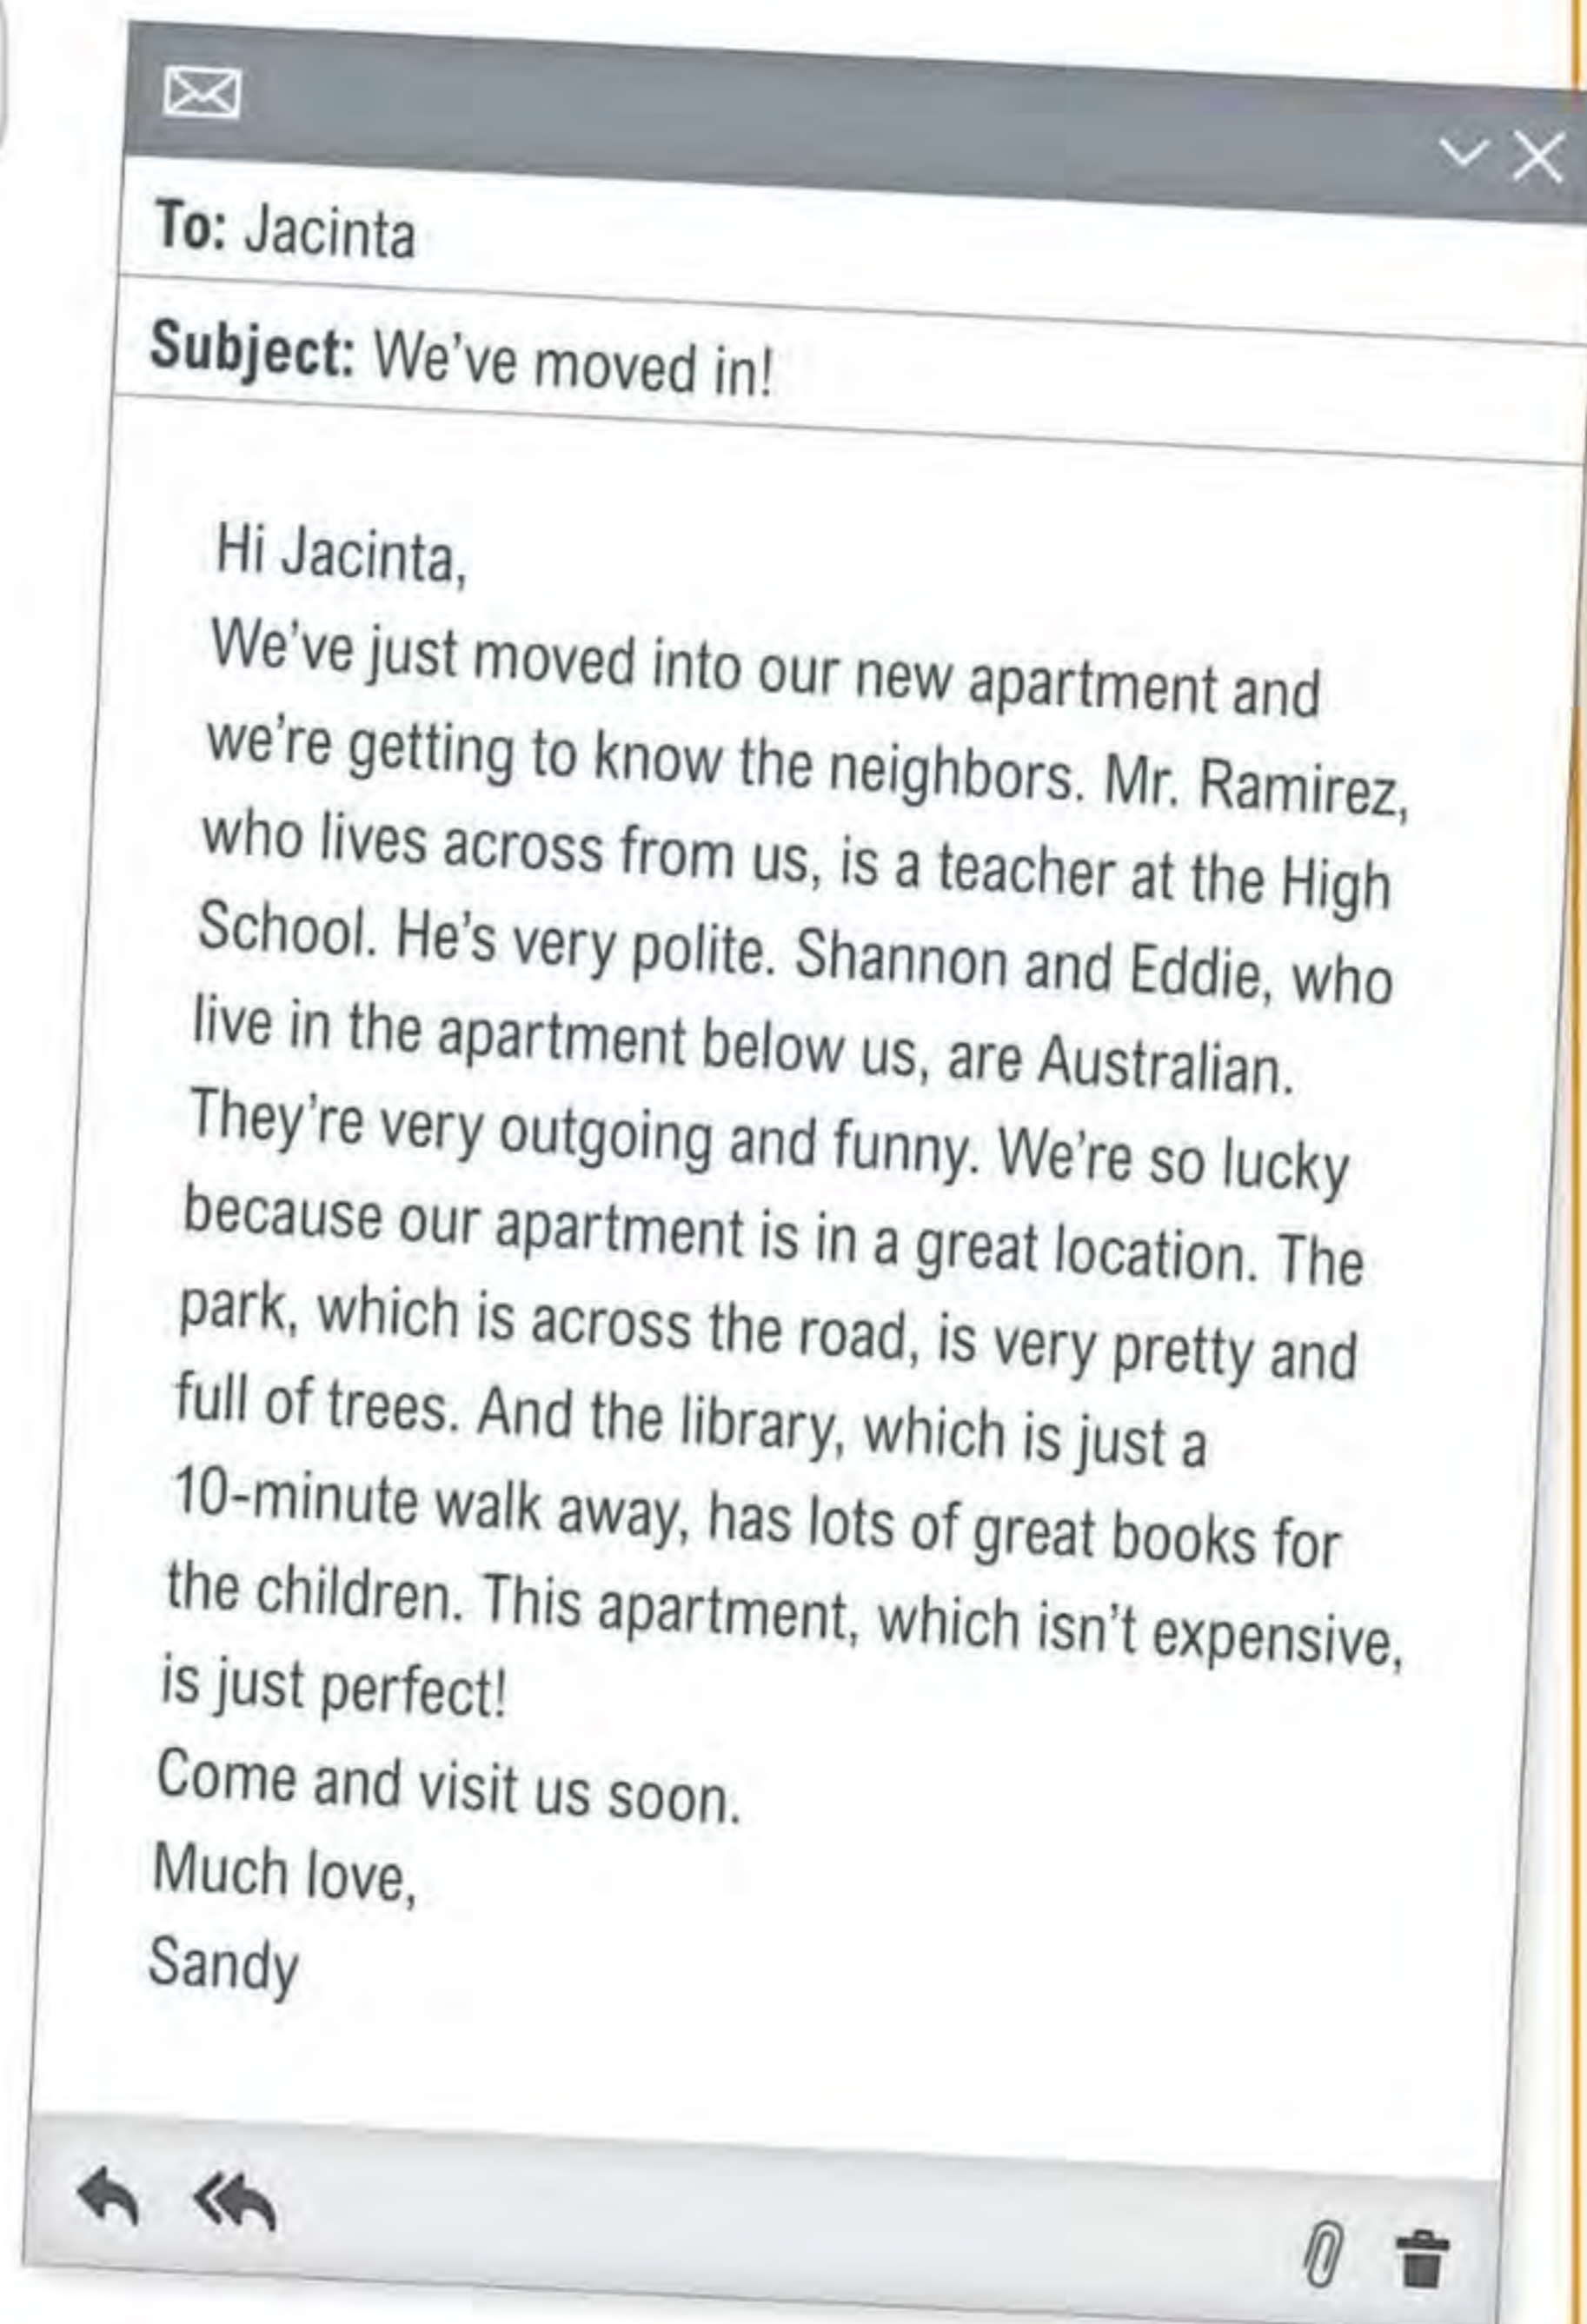 To: Jacinta
Subject: We've moved in!
Hi Jacinta,
We've just moved into our new apartment and
we're getting to know the neighbors. Mr. Ramirez,
who lives across from us, is a teacher at the High
School. He's very polite. Shannon and Eddie, who
live in the apartment below us, are Australian.
They're very outgoing and funny. We're so lucky
because our apartment is in a great location. The
park, which is across the road, is very pretty and
full of trees. And the library, which is just a
10-minute walk away, has lots of great books for
the children. This apartment, which isn't expensive,
is just perfect!
Come and visit us soon.
Much love,
Sandy